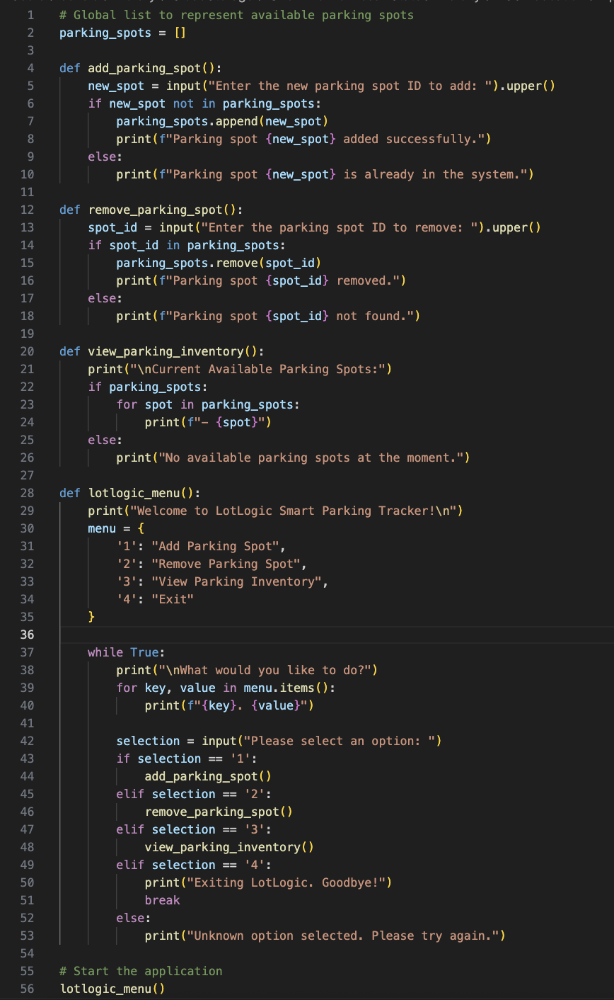 1 # Global list to represent available parking spots
2 parking_spots = []
3
4 def add_parking_spot():
5     new_spot = input("Enter the new parking spot ID to add: ").upper()
6     if new_spot not in parking_spots:
7         parking_spots.append(new_spot)
8         print(f"Parking spot {new_spot} added successfully.")
9     else:
10         print(f"Parking spot {new_spot} is already in the system.")
11
12 def remove_parking_spot():
13     spot_id = input("Enter the parking spot ID to remove: ").upper()
14     if spot_id in parking_spots:
15         parking_spots.remove(spot_id)
16         print(f"Parking spot {spot_id} removed.")
17     else:
18         print(f"Parking spot {spot_id} not found.")
19
20 def view_parking_inventory():
21     print("\nCurrent Available Parking Spots:")
22     if parking_spots:
23         for spot in parking_spots:
24             print(f"- {spot}")
25     else:
26         print("No available parking spots at the moment.")
27
28 def lotlogic_menu():
29     print("Welcome to LotLogic Smart Parking Tracker!\n")
30     menu = {
31         '1': "Add Parking Spot",
32         '2': "Remove Parking Spot",
33         '3': "View Parking Inventory",
34         '4': "Exit"
35     }
36
37     while True:
38         print("\nWhat would you like to do?")
39         for key, value in menu.items():
40             print(f"{key}. {value}")
41
42         selection = input("Please select an option: ")
43         if selection == '1':
44             add_parking_spot()
45         elif selection == '2':
46             remove_parking_spot()
47         elif selection == '3':
48             view_parking_inventory()
49         elif selection == '4':
50             print("Exiting LotLogic. Goodbye!")
51             break
52         else:
53             print("Unknown option selected. Please try again.")
54
55 # Start the application
56 lotlogic_menu()